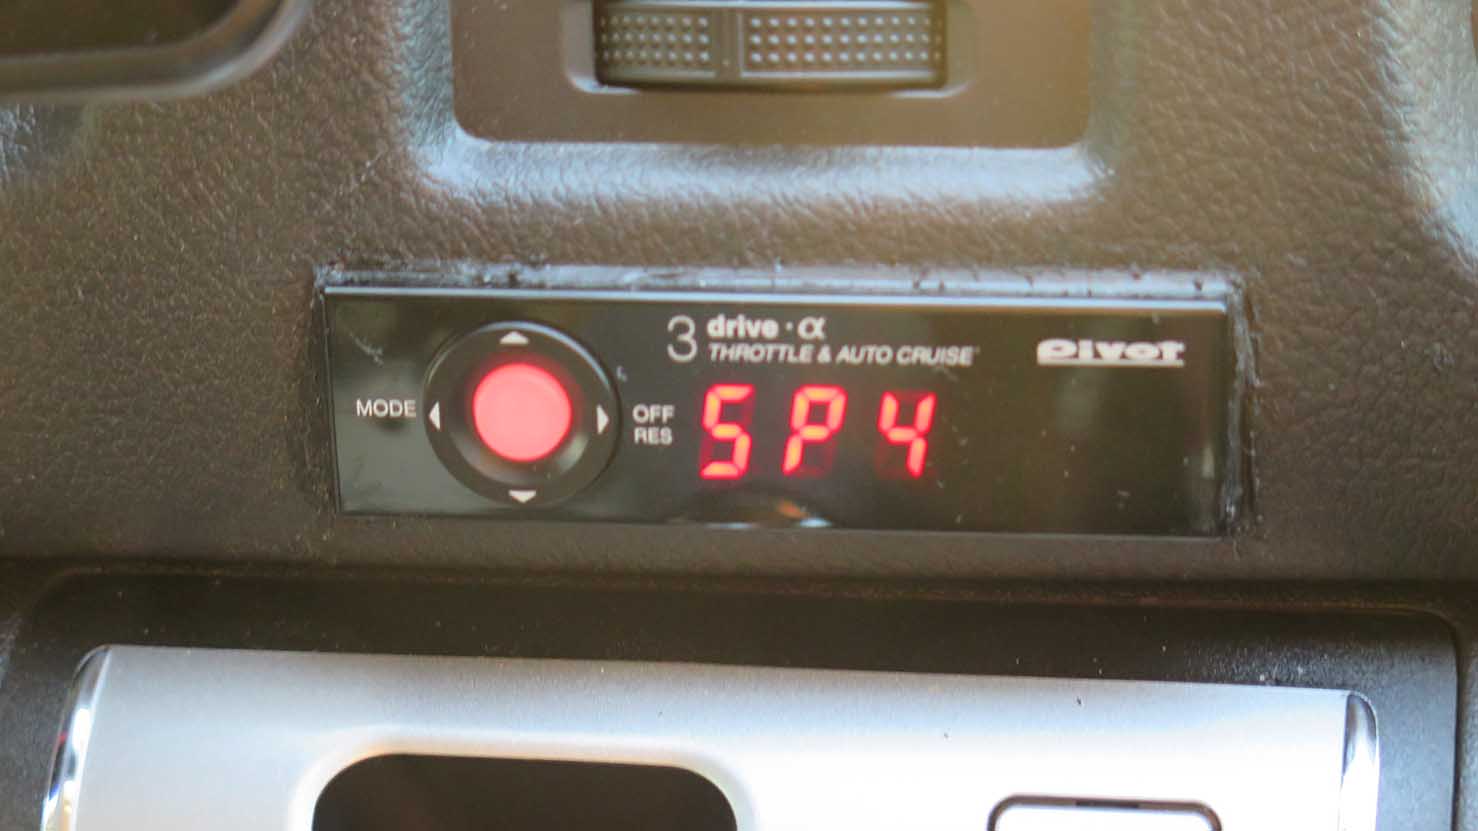 3 drive·α
THROTTLE & AUTO CRUISE
Pivot
MODE
OFF
RES
SP4